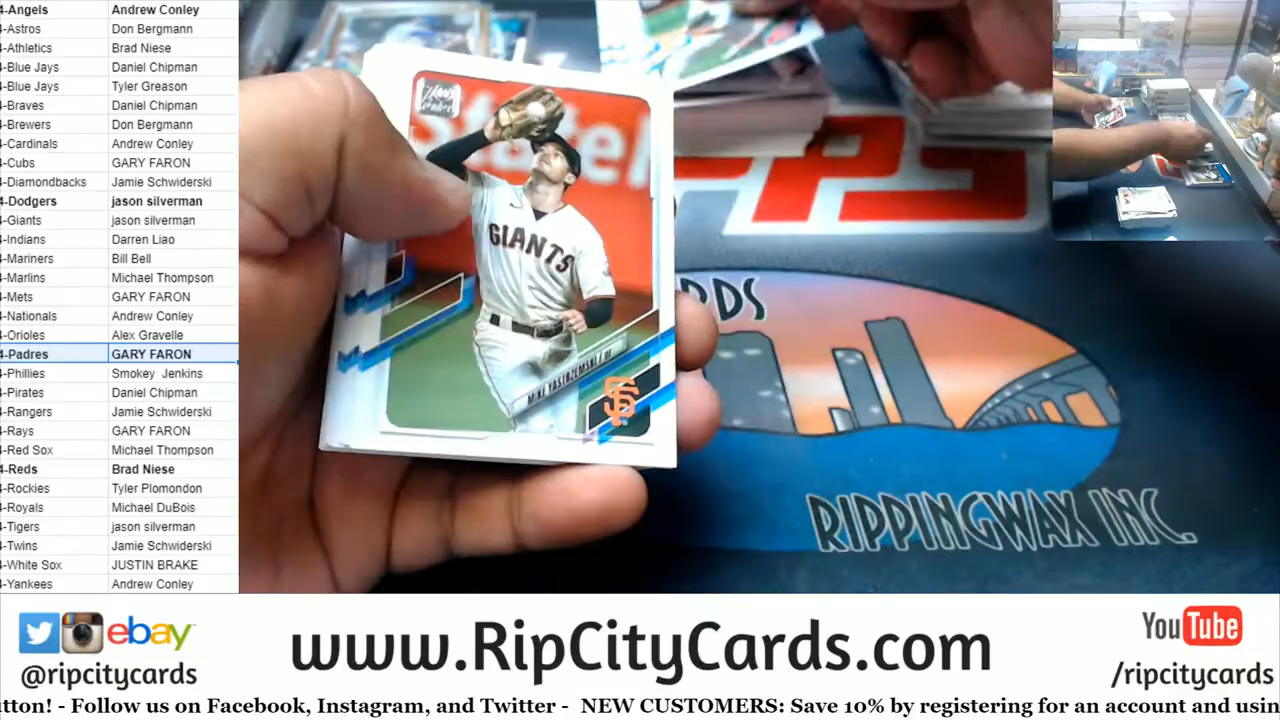 4-Angels Andrew Conley
4-Astros Don Bergmann
4-Athletics Brad Niese
4-Blue Jays Daniel Chipman
4-Blue Jays Tyler Greason
4-Braves Daniel Chipman
4-Brewers Don Bergmann
4-Cardinals Andrew Conley
4-Cubs GARY FARON
4-Diamondbacks Jamie Schwiderski
4-Dodgers jason silverman
4-Giants jason silverman
4-Indians Darren Liao
4-Mariners Bill Bell
4-Marlins Michael Thompson
4-Mets GARY FARON
4-Nationals Andrew Conley
4-Orioles Alex Gravelle
4-Padres GARY FARON
4-Phillies Smokey Jenkins
4-Pirates Daniel Chipman
4-Rangers Jamie Schwiderski
4-Rays GARY FARON
4-Red Sox Michael Thompson
4-Reds Brad Niese
4-Rockies Tyler Plomondon
4-Royals Michael DuBois
4-Tigers jason silverman
4-Twins Jamie Schwiderski
4-White Sox JUSTIN BRAKE
4-Yankees Andrew Conley
GIANTS
MIKE YASTRZEMSKI / OF
SF
PPS
RDS
RIPPINGWAX INC.
ebay
@ripcitycards
www.RipCityCards.com
YouTube
/ripcitycards
tton! - Follow us on Facebook, Instagram, and Twitter - NEW CUSTOMERS: Save 10% by registering for an account and usin